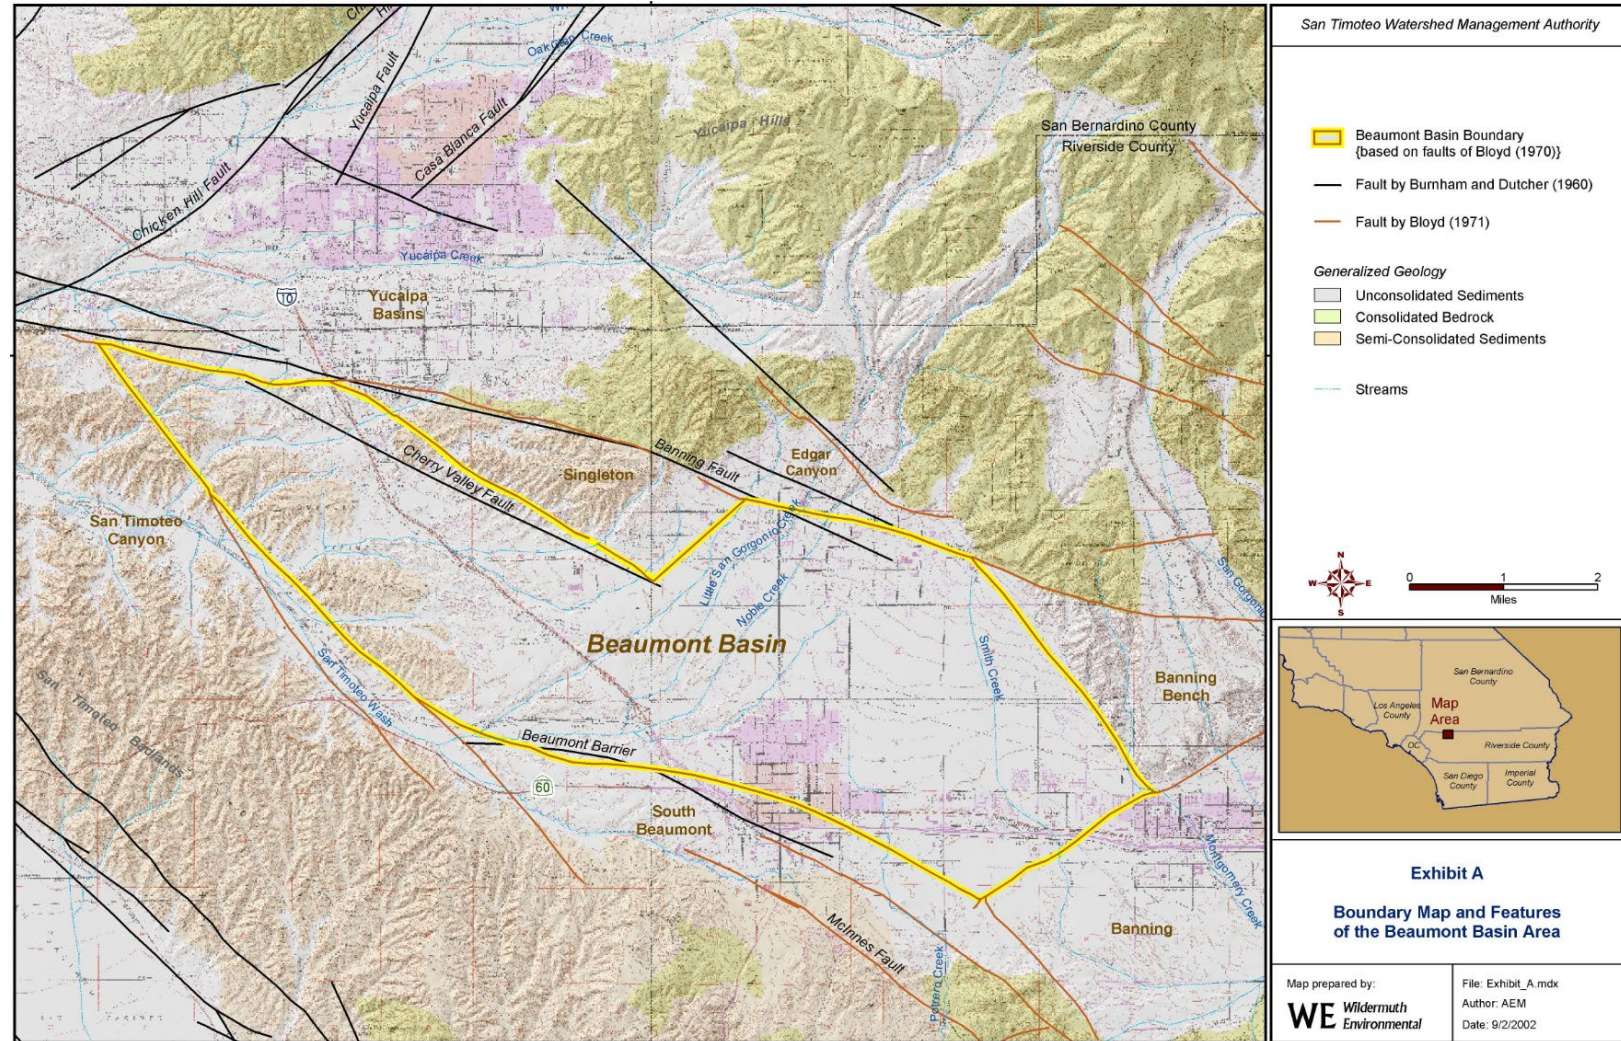 Oak Glen Creek
Yucaipa Fault
Casa Blanca Fault
Chicken Hill Fault
Yucaipa Hills
San Bernardino County
Riverside County
Yucaipa Creek
10
Yucaipa
Basins
Banning Fault
Edgar
Canyon
Cherry Valley Fault
Singleton
San Timoteo
Canyon
Little San Gorgonio Creek
Noble Creek
San Gorgonio
Beaumont Basin
Smith Creek
San Timoteo Wash
San Timoteo Badlands
Banning
Bench
Beaumont Barrier
60
South
Beaumont
McInnes Fault
Potrero Creek
Montgomery Creek
Banning
San Timoteo Watershed Management Authority
Beaumont Basin Boundary
{based on faults of Bloyd (1970)}
Fault by Burnham and Dutcher (1960)
Fault by Bloyd (1971)
Generalized Geology
Unconsolidated Sediments
Consolidated Bedrock
Semi-Consolidated Sediments
Streams
N
W E
S
0 1 2
Miles
San Bernardino
County
Los Angeles
County
Map
Area
OC
Riverside County
San Diego
County
Imperial
County
Exhibit A
Boundary Map and Features
of the Beaumont Basin Area
Map prepared by:
WE Wildermuth
Environmental
File: Exhibit_A.mdx
Author: AEM
Date: 9/2/2002